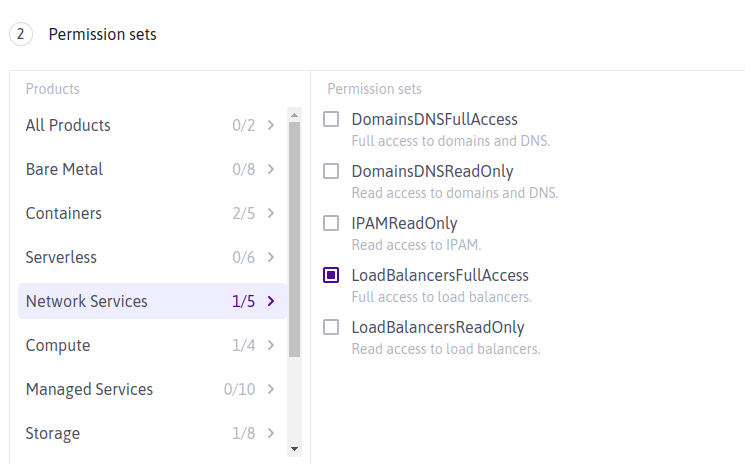 2 Permission sets
Products
All Products 0/2
Bare Metal 0/8
Containers 2/5
Serverless 0/6
Network Services 1/5
Compute 1/4
Managed Services 0/10
Storage 1/8
Permission sets
DomainsDNSFullAccess
Full access to domains and DNS.
DomainsDNSReadOnly
Read access to domains and DNS.
IPAMReadOnly
Read access to IPAM.
LoadBalancersFullAccess
Full access to load balancers.
LoadBalancersReadOnly
Read access to load balancers.